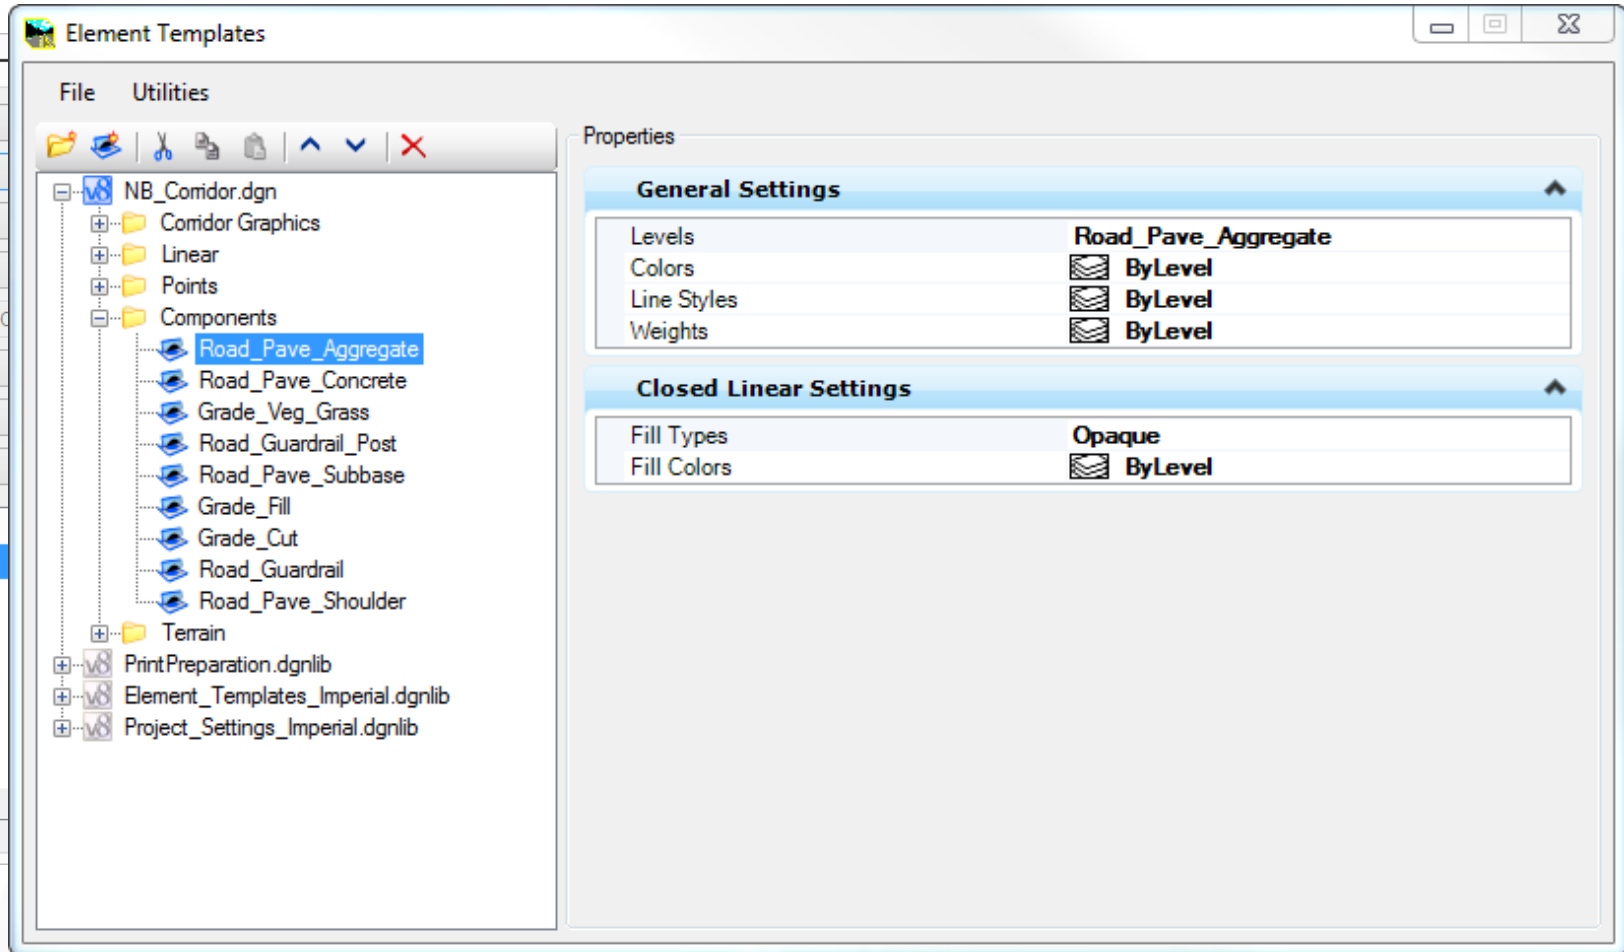 Element Templates
File Utilities
Properties
NB_Corridor.dgn
Corridor Graphics
Linear
Points
Components
Road_Pave_Aggregate
Road_Pave_Concrete
Grade_Veg_Grass
Road_Guardrail_Post
Road_Pave_Subbase
Grade_Fill
Grade_Cut
Road_Guardrail
Road_Pave_Shoulder
Terrain
PrintPreparation.dgnlib
Element_Templates_Imperial.dgnlib
Project_Settings_Imperial.dgnlib
General Settings
Levels Road_Pave_Aggregate
Colors ByLevel
Line Styles ByLevel
Weights ByLevel
Closed Linear Settings
Fill Types Opaque
Fill Colors ByLevel